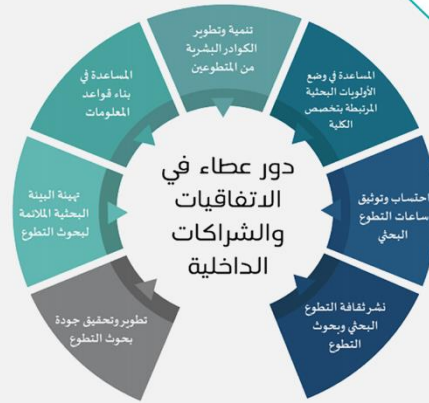 دور عطاء في
الاتفاقيات
والشراكات
الداخلية
نشر ثقافة التطوع
البحثي وبحوث
التطوع
احتساب وتوثيق
ساعات التطوع
البحثي
المساعدة في وضع
الأولويات البحثية
المرتبطة بتخصص
الكلية
تنمية وتطوير
الكوادر البشرية
من المتطوعين
المساعدة في
بناء قواعد
المعلومات
تهيئة البيئة
البحثية الملائمة
لبحوث التطوع
تطوير وتحقيق جودة
بحوث التطوع